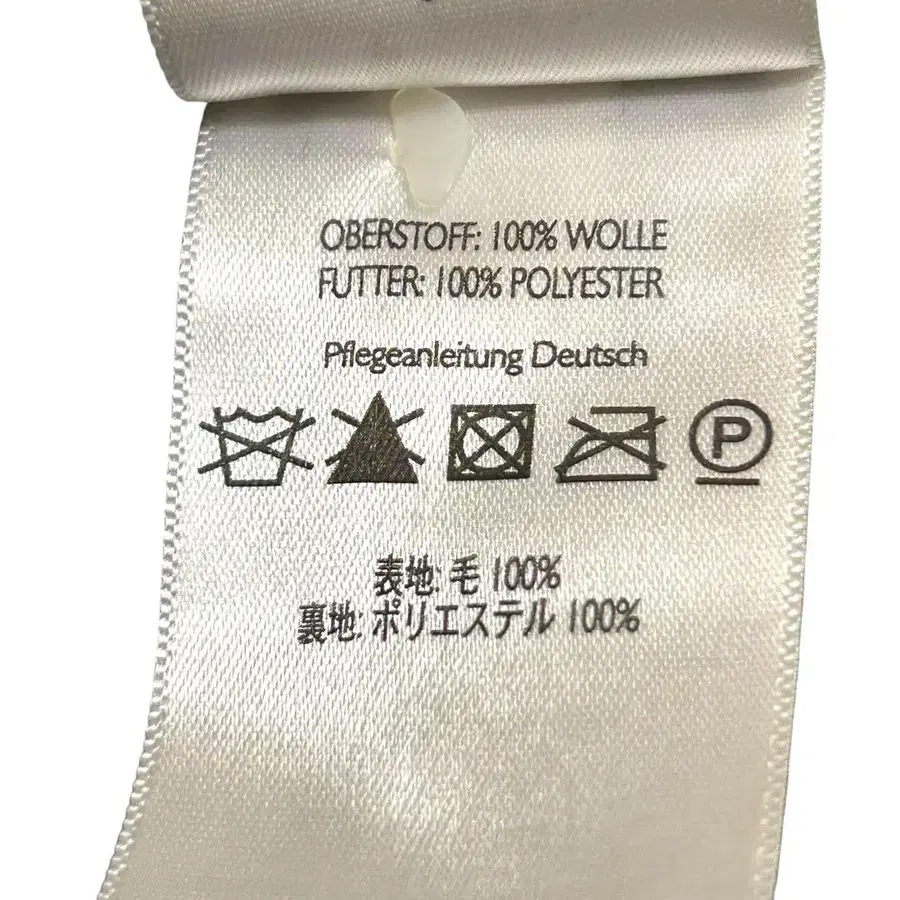 OBERSTOFF: 100% WOLLE
FUTTER: 100% POLYESTER
Pflegeanleitung Deutsch
P
表地: 毛 100%
裏地: ポリエステル 100%